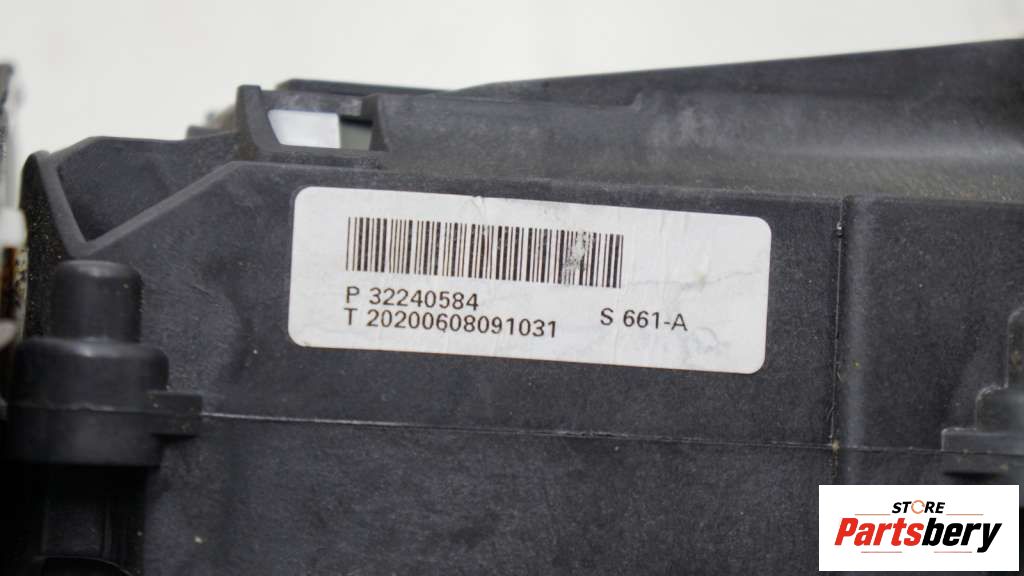 P 32240584
T 20200608091031 S 661-A
STORE
Partsbery